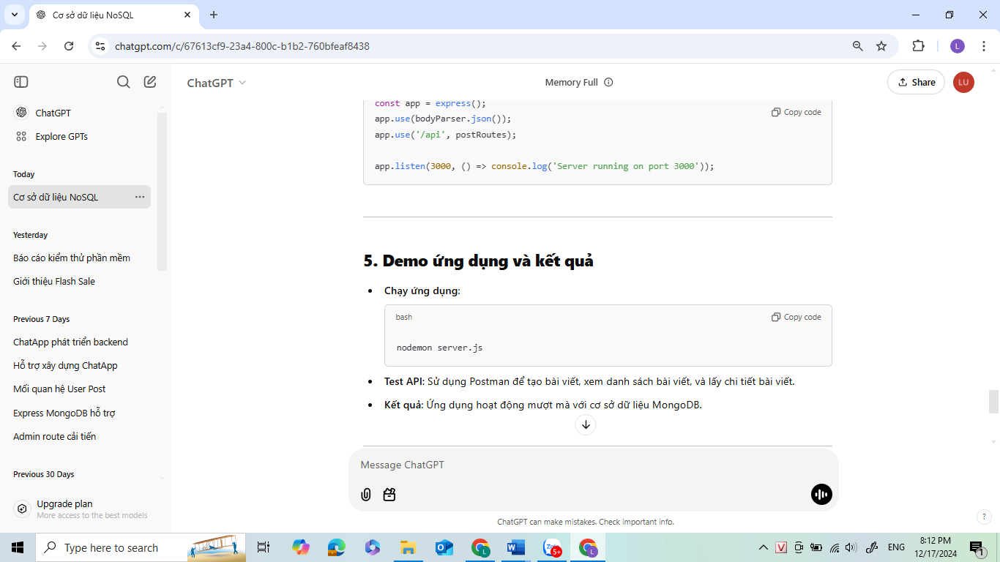 Cơ sở dữ liệu NoSQL
chatgpt.com/c/67613cf9-23a4-800c-b1b2-760bfeaf8438
L
ChatGPT
Explore GPTs
Today
Cơ sở dữ liệu NoSQL
Yesterday
Báo cáo kiểm thử phần mềm
Giới thiệu Flash Sale
Previous 7 Days
ChatApp phát triển backend
Hỗ trợ xây dựng ChatApp
Mối quan hệ User Post
Express MongoDB hỗ trợ
Admin route cải tiến
Previous 30 Days
Upgrade plan
More access to the best models
ChatGPT
Memory Full
Share
LU
const app = express();
Copy code
app.use(bodyParser.json());
app.use('/api', postRoutes);
app.listen(3000, () => console.log('Server running on port 3000'));
5. Demo ứng dụng và kết quả
Chạy ứng dụng:
bash
Copy code
nodemon server.js
Test API: Sử dụng Postman để tạo bài viết, xem danh sách bài viết, và lấy chi tiết bài viết.
Kết quả: Ứng dụng hoạt động mượt mà với cơ sở dữ liệu MongoDB.
Message ChatGPT
ChatGPT can make mistakes. Check important info.
?
Type here to search
L
W
Zalo
5+
L
V
ENG
8:12 PM
12/17/2024
1